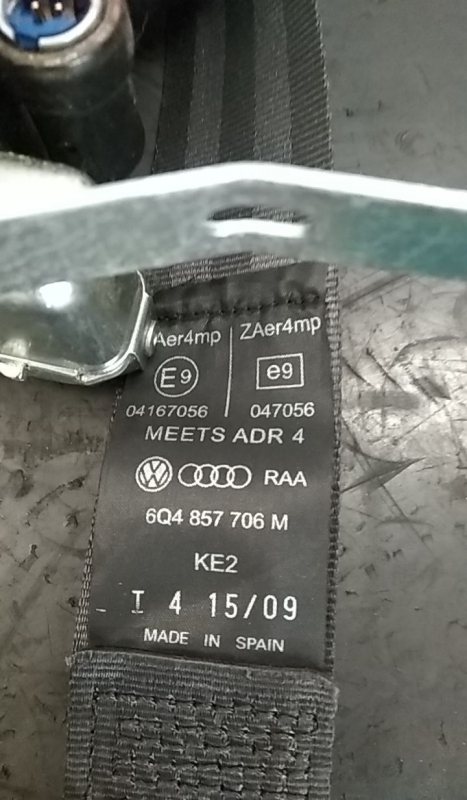 Aer4mp ZAer4mp
E9 e9
04167056 047056
MEETS ADR 4
RAA
6Q4 857 706 M
KE2
I 4 15/09
MADE IN SPAIN